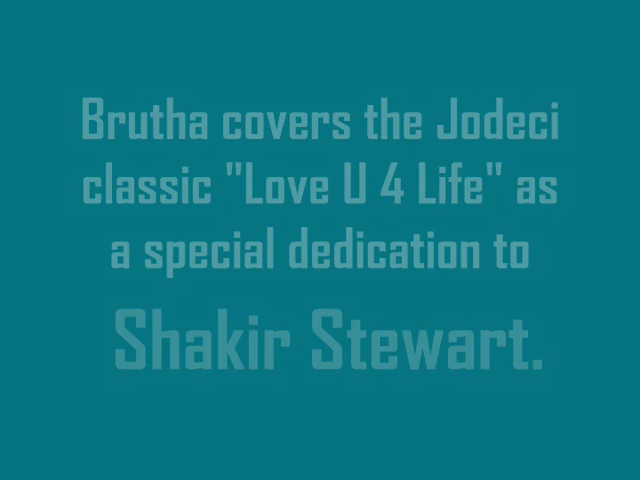 Brutha covers the Jodeci
classic "Love U 4 Life" as
a special dedication to
Shakir Stewart.